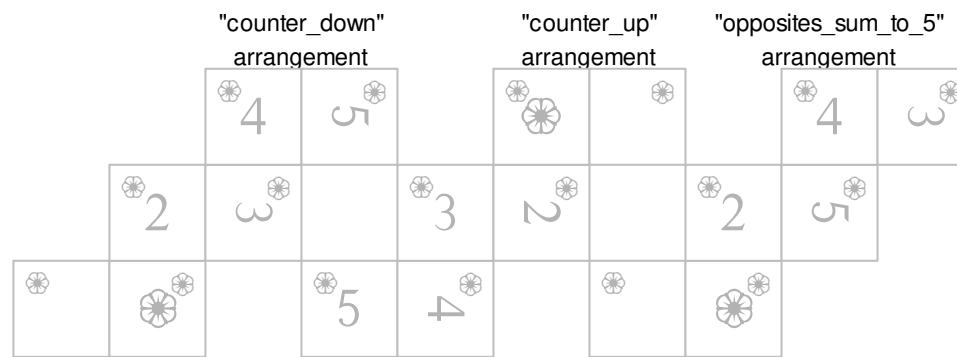 "counter_down" "counter_up" "opposites_sum_to_5"
arrangement arrangement arrangement
4 5 4 3
2 3 3 2 2 5
5 4